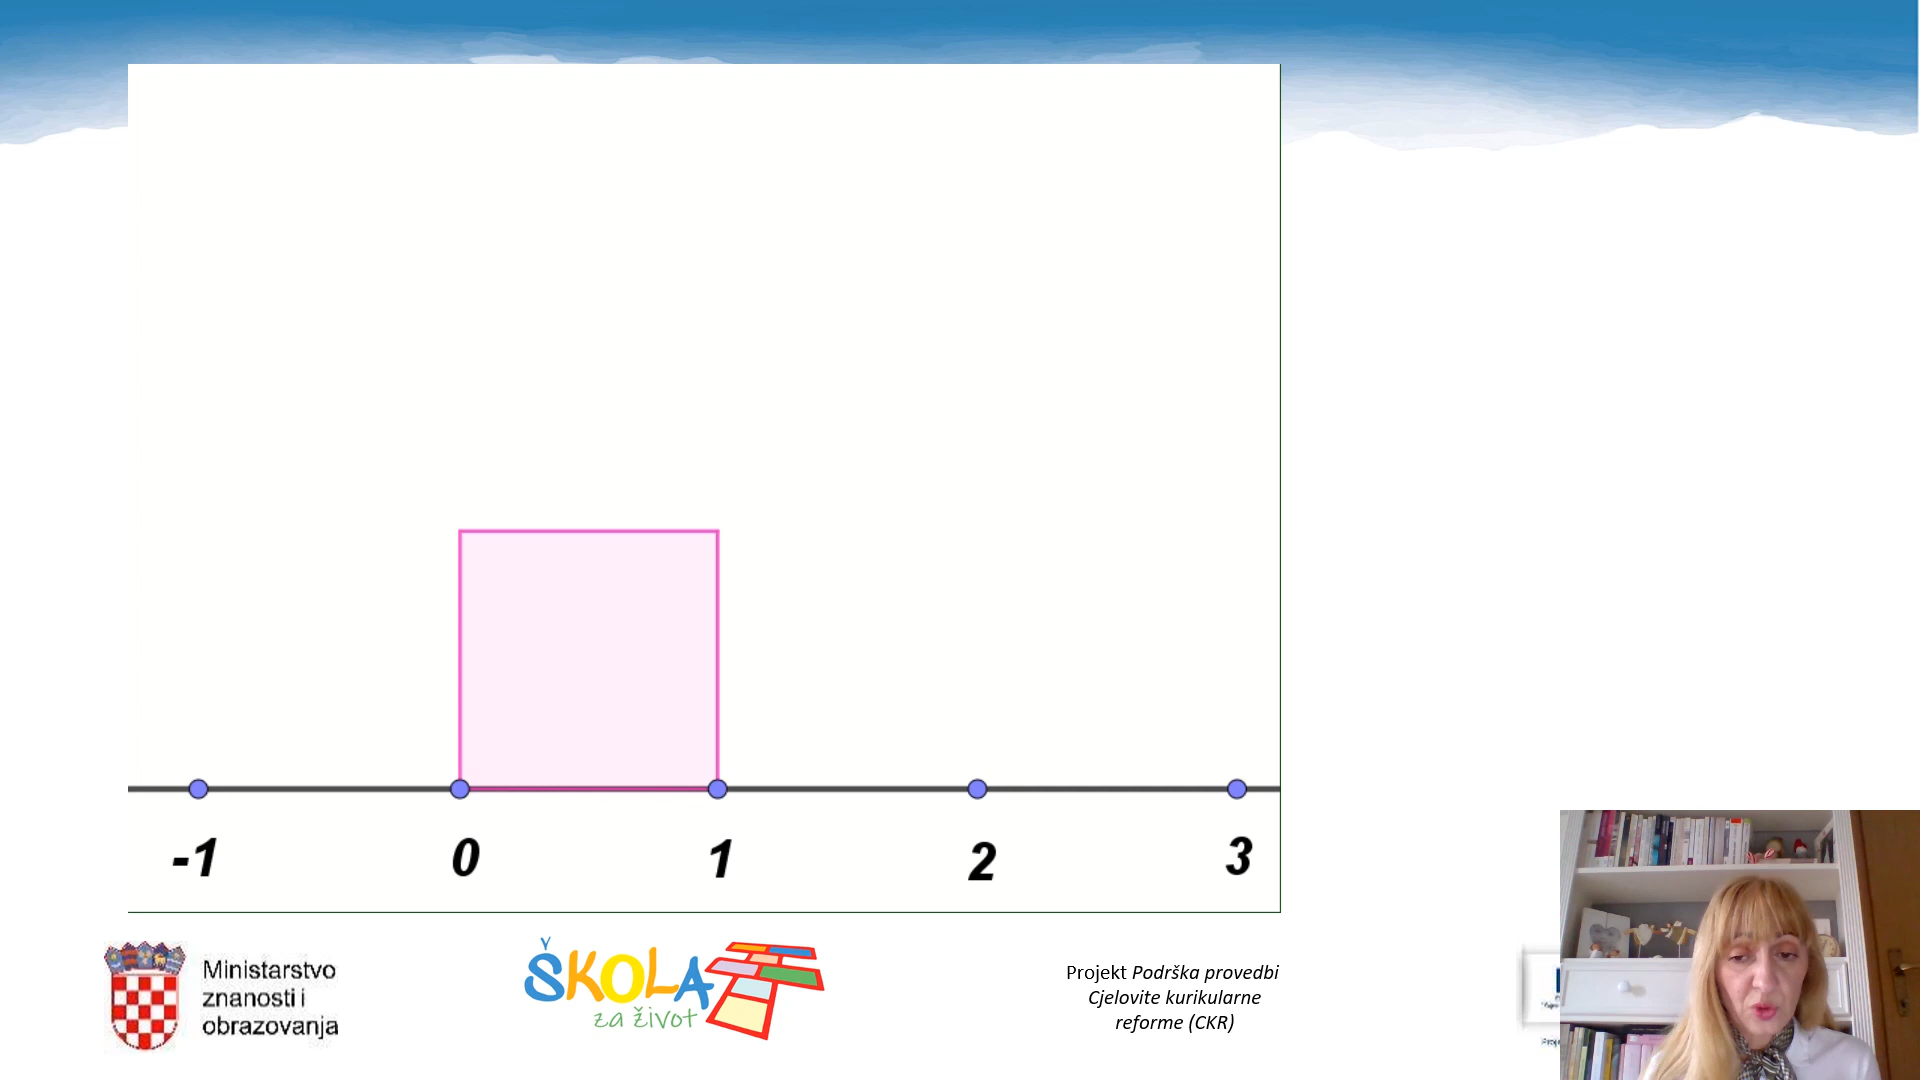 -1 0 1 2 3
Ministarstvo
znanosti i
obrazovanja
ŠKOLA
za život
Projekt Podrška provedbi
Cjelovite kurikularne
reforme (CKR)